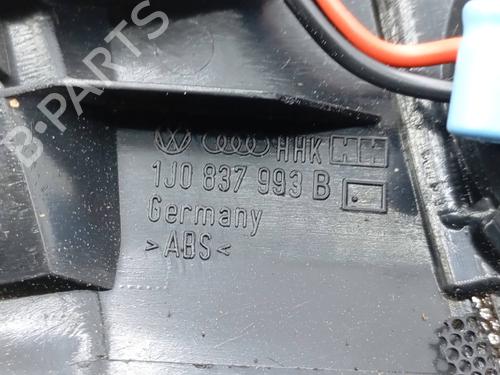 B-PARTS
HHK
1J0 837 993 B
Germany
>ABS<